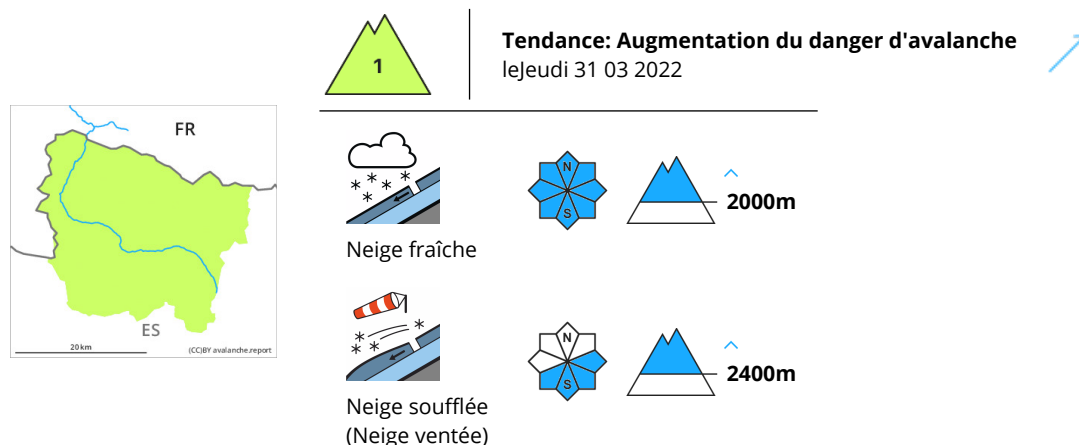 1
Tendance: Augmentation du danger d'avalanche
leJeudi 31 03 2022
FR
ES
20 km
(CC)BY avalanche.report
N
S
2000m
Neige fraîche
N
S
2400m
Neige soufflée
(Neige ventée)